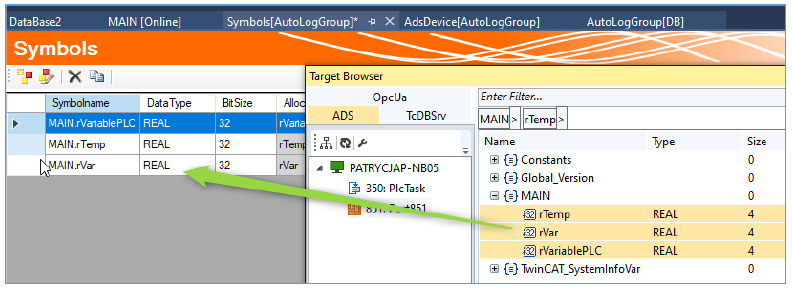 DataBase2 MAIN [Online] Symbols[AutoLogGroup]* AdsDevice[AutoLogGroup] AutoLogGroup[DB]
Symbols
Symbolname DataType BitSize Alloc
MAIN.rVariablePLC REAL 32 rVaria
MAIN.rTemp REAL 32 rTemp
MAIN.rVar REAL 32 rVar
Target Browser
OpcUa
ADS TcDBSrv
PATRYCJAP-NB05
350: PlcTask
851: Port851
Enter Filter...
MAIN > rTemp >
Name Type Size
Constants 0
Global_Version 0
MAIN 0
rTemp REAL 4
rVar REAL 4
rVariablePLC REAL 4
TwinCAT_SystemInfoVar 0